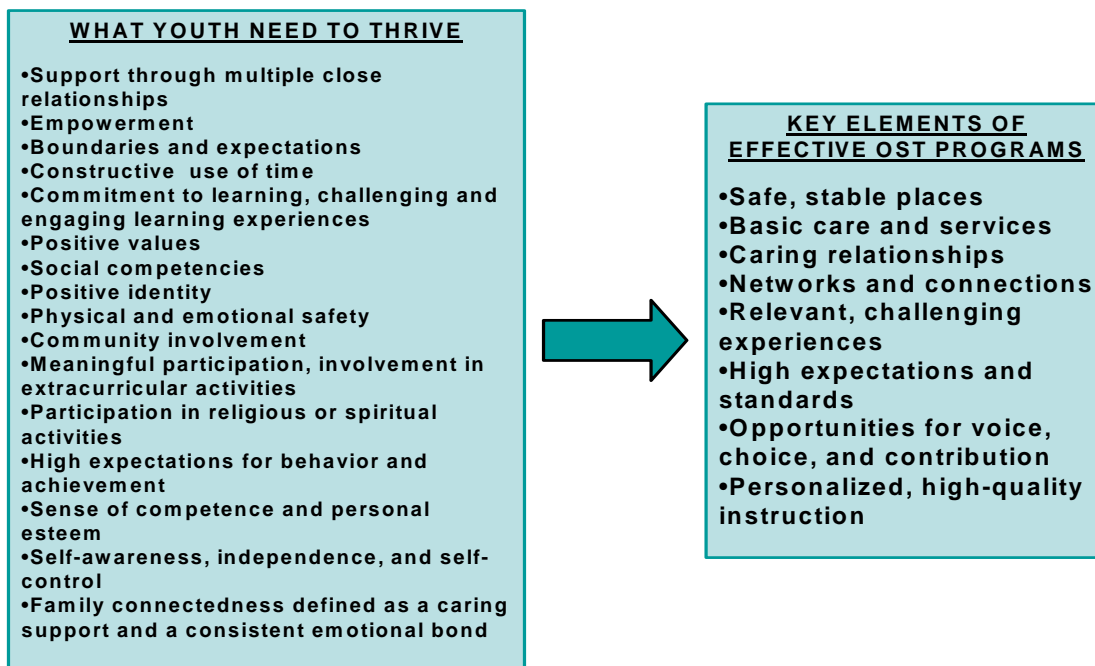 WHAT YOUTH NEED TO THRIVE
•Support through multiple close
relationships
•Empowerment
•Boundaries and expectations
•Constructive use of time
•Commitment to learning, challenging and
engaging learning experiences
•Positive values
•Social competencies
•Positive identity
•Physical and emotional safety
•Community involvement
•Meaningful participation, involvement in
extracurricular activities
•Participation in religious or spiritual
activities
•High expectations for behavior and
achievement
•Sense of competence and personal
esteem
•Self-awareness, independence, and self-
control
•Family connectedness defined as a caring
support and a consistent emotional bond
KEY ELEMENTS OF
EFFECTIVE OST PROGRAMS
•Safe, stable places
•Basic care and services
•Caring relationships
•Networks and connections
•Relevant, challenging
experiences
•High expectations and
standards
•Opportunities for voice,
choice, and contribution
•Personalized, high-quality
instruction